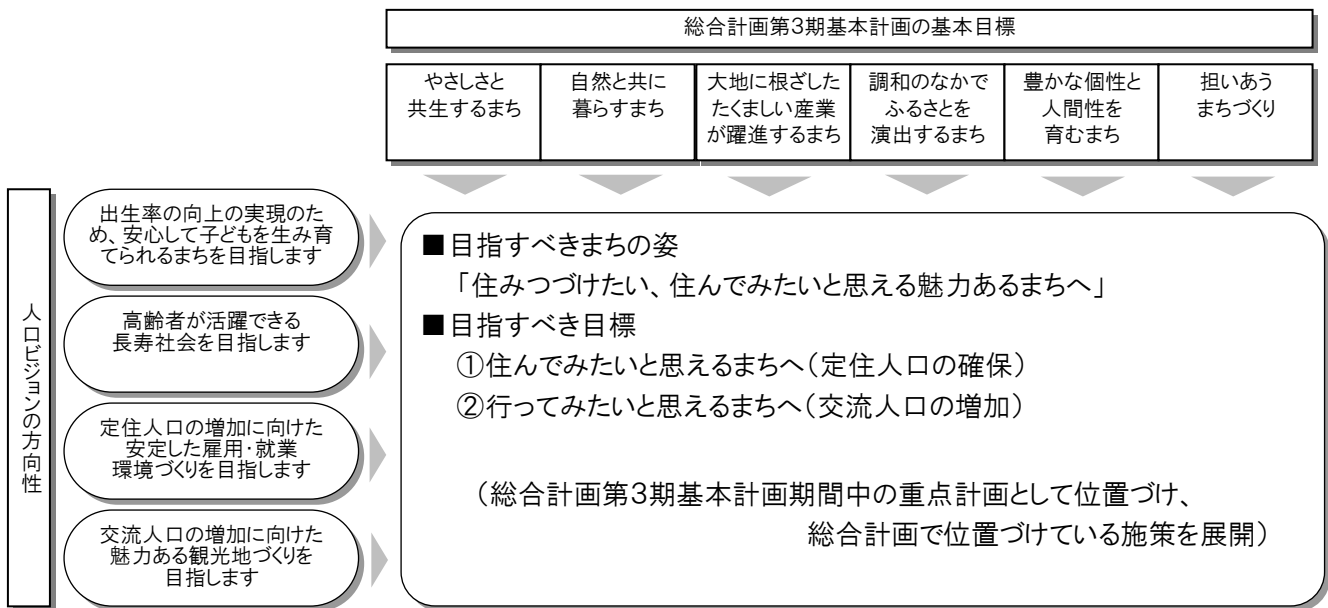 総合計画第3期基本計画の基本目標
やさしさと
共生するまち
自然と共に
暮らすまち
大地に根ざした
たくましい産業
が躍進するまち
調和のなかで
ふるさとを
演出するまち
豊かな個性と
人間性を
育むまち
担いあう
まちづくり
人口ビジョンの方向性
出生率の向上の実現のた
め、安心して子どもを生み育
てられるまちを目指します
高齢者が活躍できる
長寿社会を目指します
定住人口の増加に向けた
安定した雇用・就業
環境づくりを目指します
交流人口の増加に向けた
魅力ある観光地づくりを
目指します
■目指すべきまちの姿
「住みつづけたい、住んでみたいと思える魅力あるまちへ」
■目指すべき目標
①住んでみたいと思えるまちへ（定住人口の確保）
②行ってみたいと思えるまちへ（交流人口の増加）
（総合計画第3期基本計画期間中の重点計画として位置づけ、
総合計画で位置づけている施策を展開）